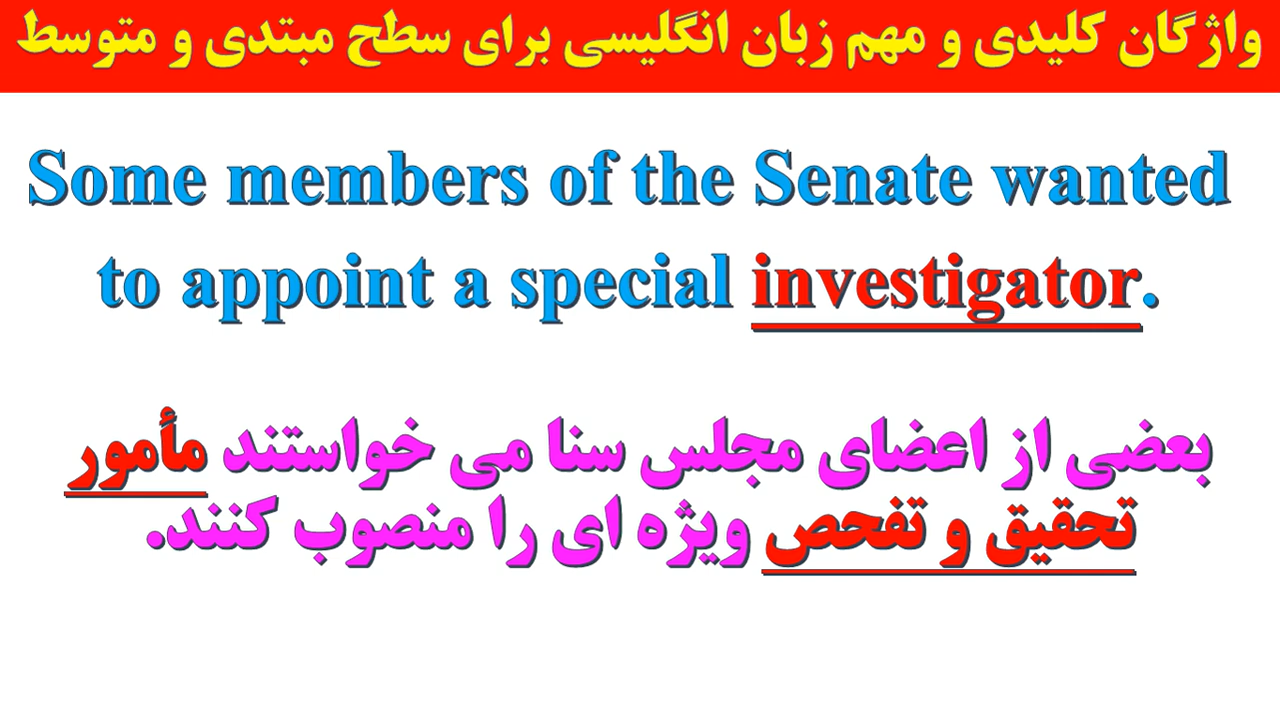 واژگان کلیدی و مهم زبان انگلیسی برای سطح مبتدی و متوسط
Some members of the Senate wanted
to appoint a special investigator.
بعضی از اعضای مجلس سنا می خواستند مأمور
تحقیق و تفحص ویژه ای را منصوب کنند.